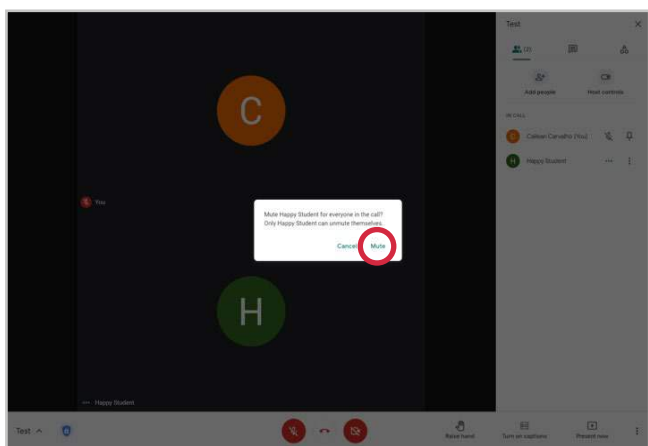 Test
(2)
Add people
Host controls
IN CALL
C
Colleen Carvalho (You)
H
Happy Student
C
You
Mute Happy Student for everyone in the call?
Only Happy Student can unmute themselves.
Cancel
Mute
H
Happy Student
Test
Raise hand
Turn on captions
Present now